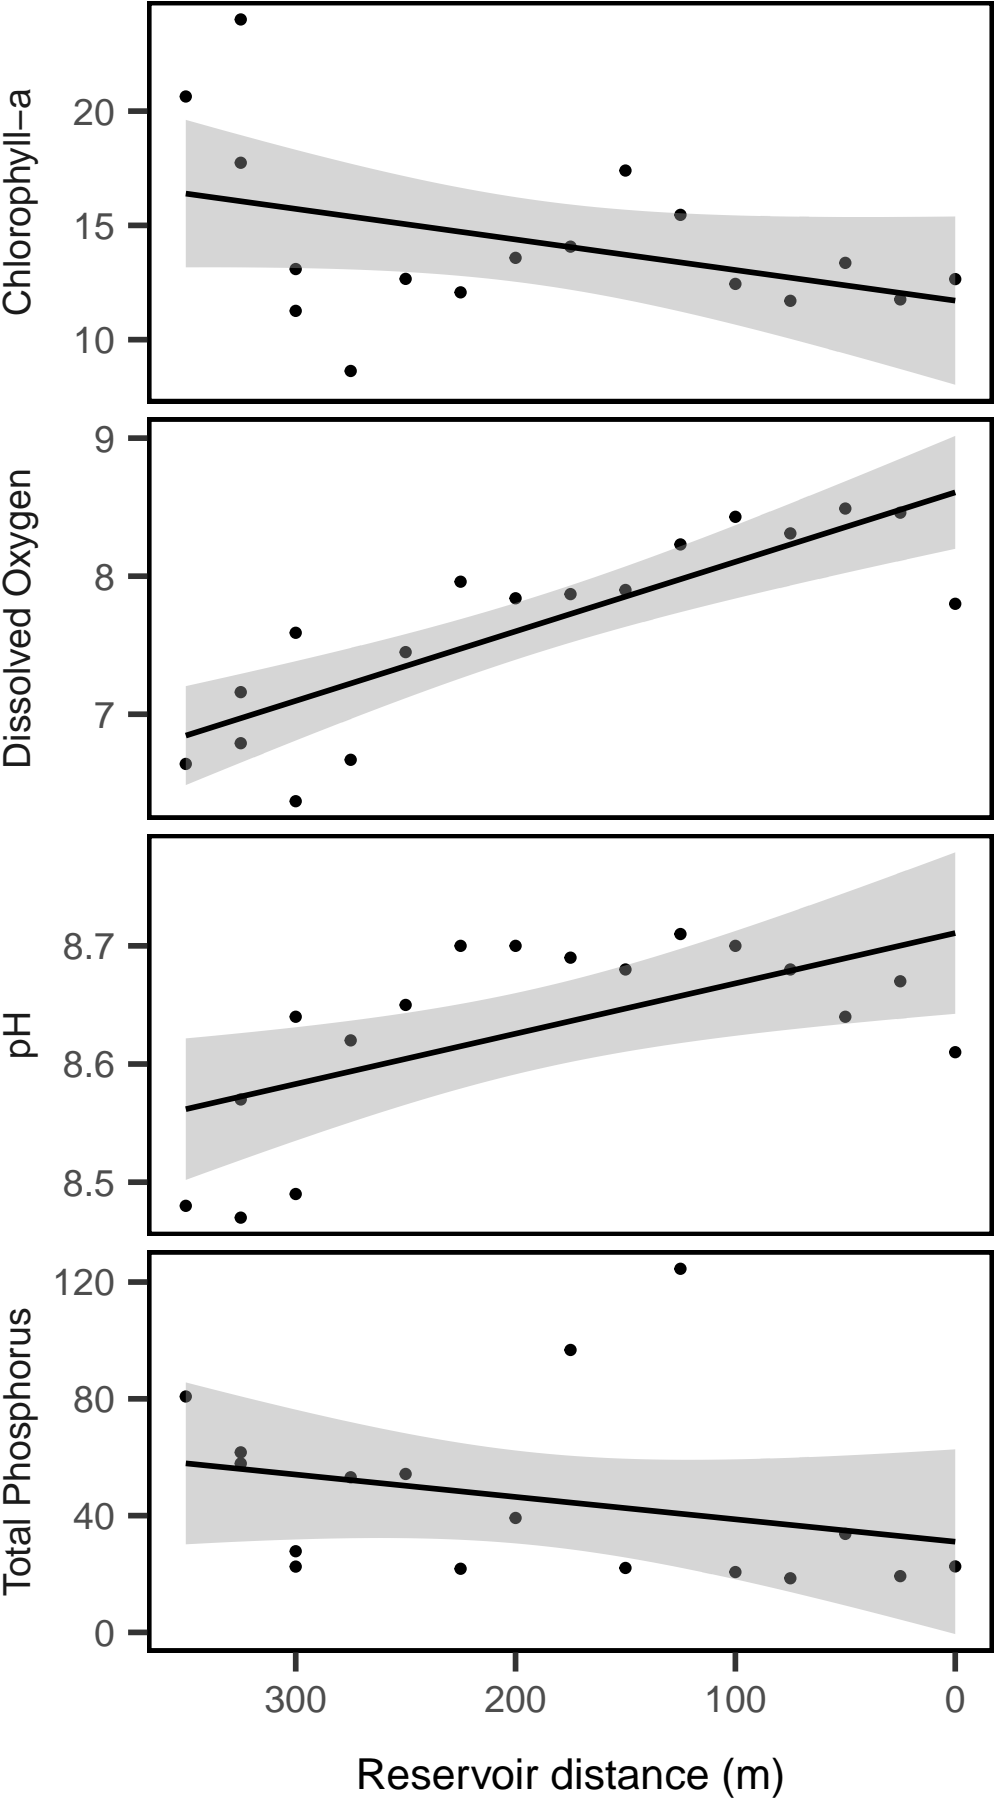 Chlorophyll−a
20
15
10
Dissolved Oxygen
9
8
7
pH
8.7
8.6
8.5
Total Phosphorus
120
80
40
0
300 200 100 0
Reservoir distance (m)